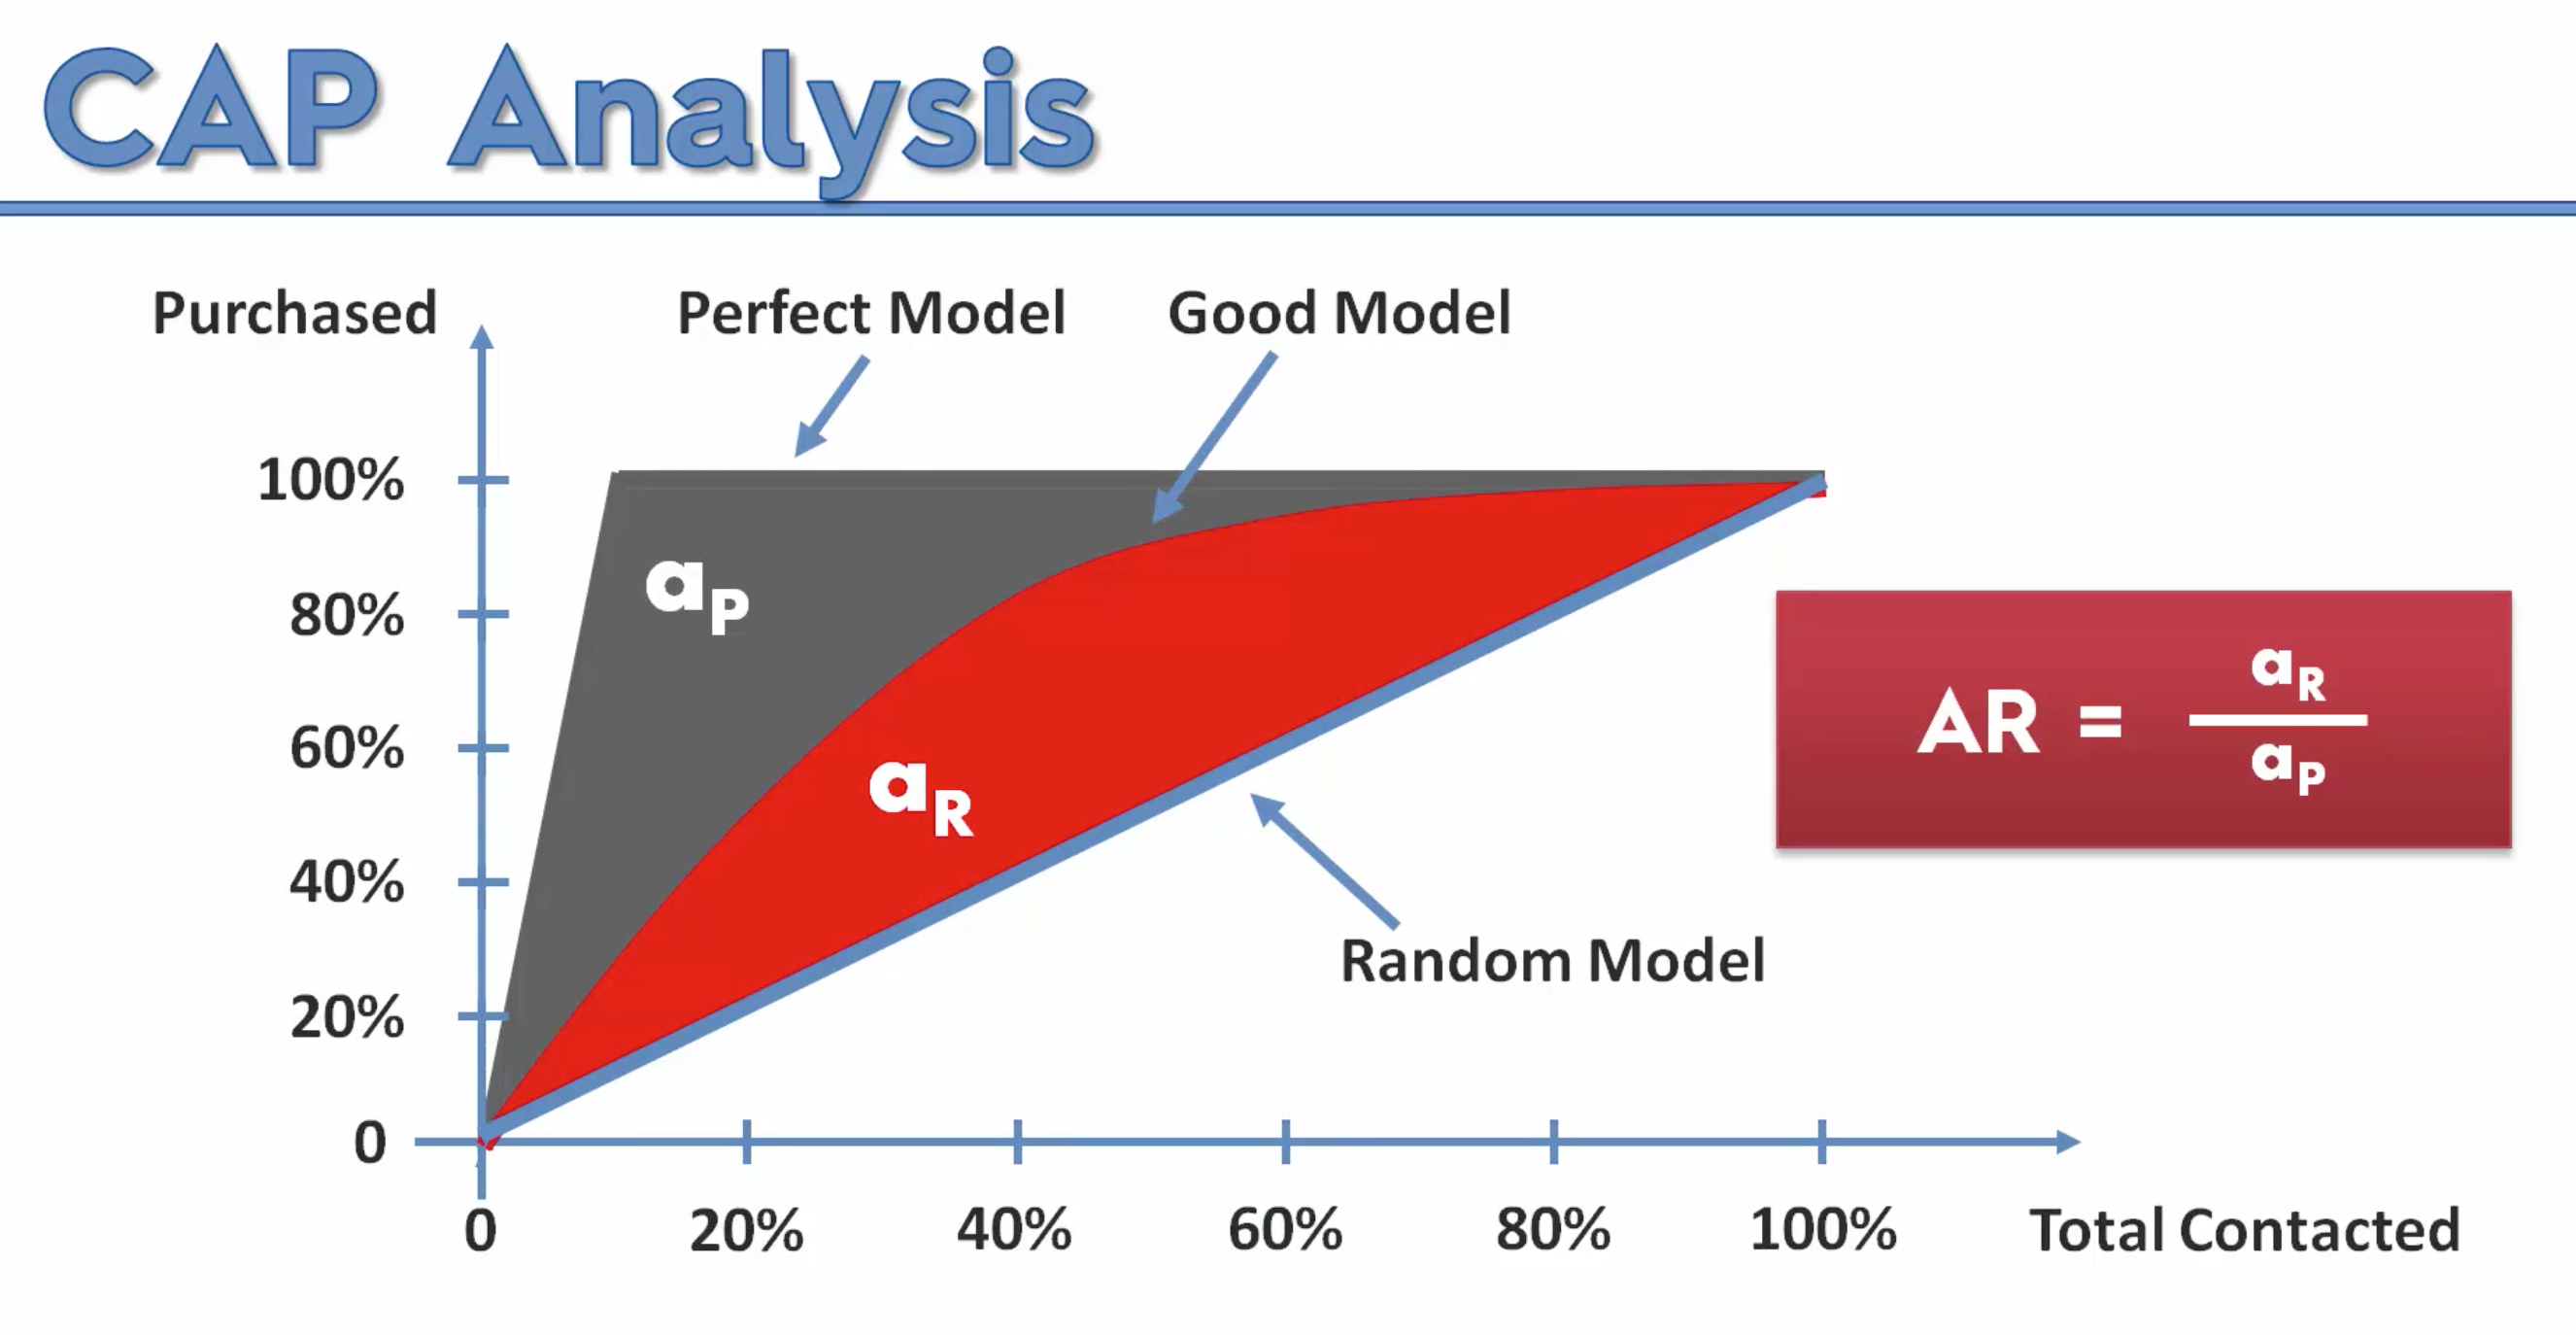 CAP Analysis
Purchased
Perfect Model
Good Model
100%
80%
60%
40%
20%
0
a_P
a_R
AR = a_R / a_P
Random Model
0 20% 40% 60% 80% 100% Total Contacted